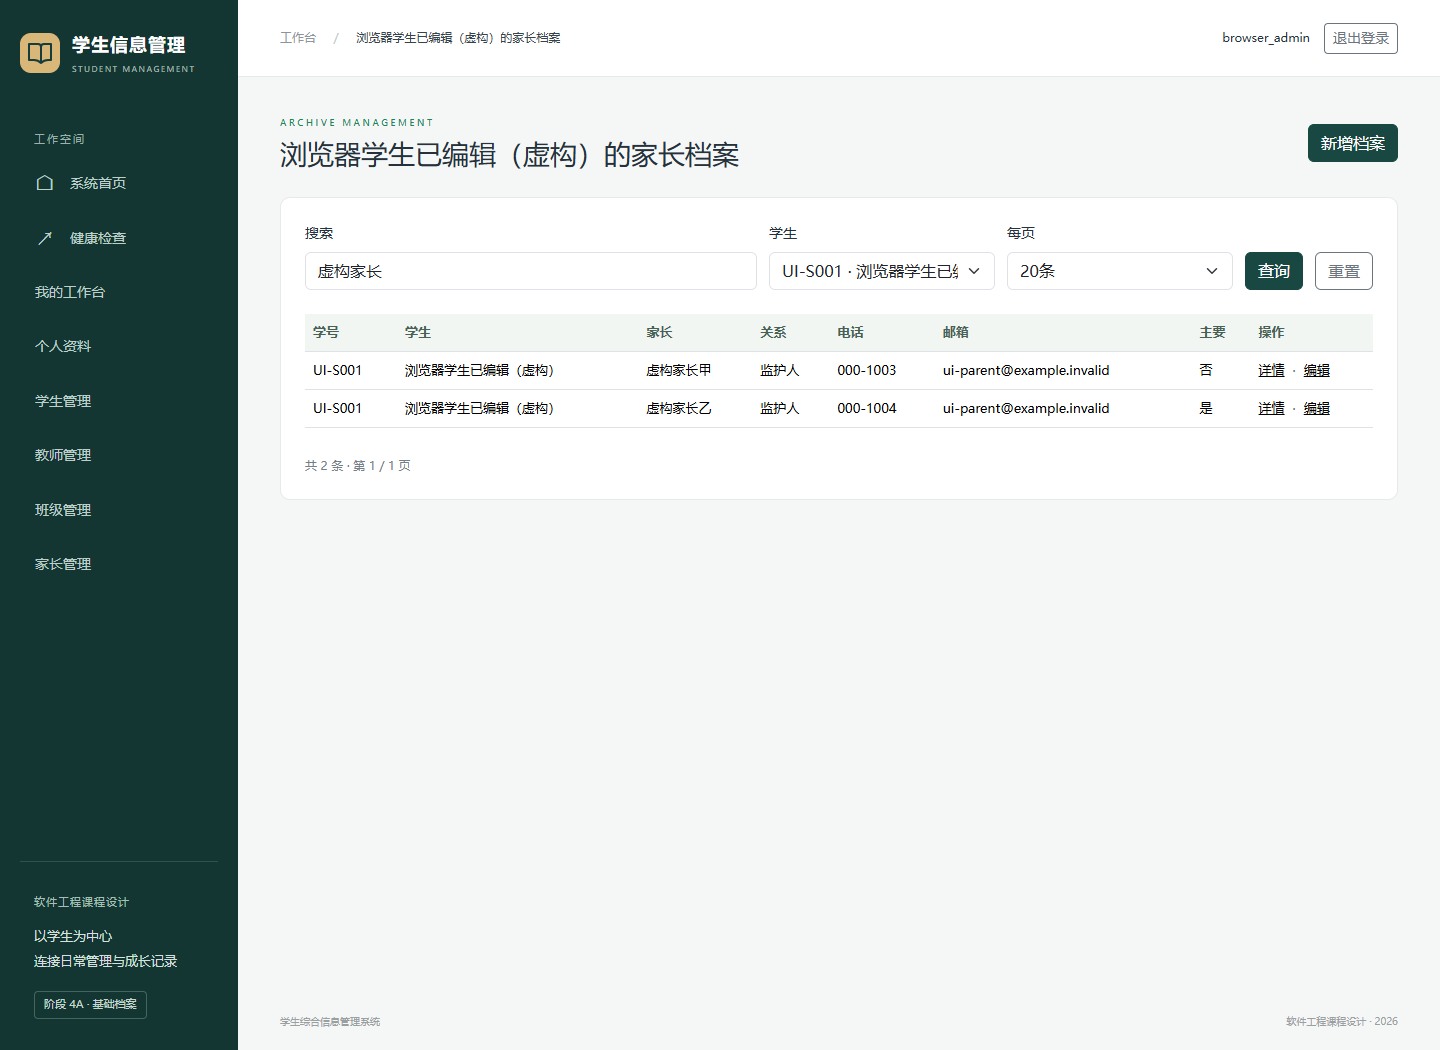 学生信息管理
STUDENT MANAGEMENT
工作空间
系统首页
健康检查
我的工作台
个人资料
学生管理
教师管理
班级管理
家长管理
软件工程课程设计
以学生为中心
连接日常管理与成长记录
阶段 4A · 基础档案
工作台 / 浏览器学生已编辑（虚构）的家长档案
browser_admin 退出登录
ARCHIVE MANAGEMENT
浏览器学生已编辑（虚构）的家长档案
新增档案
搜索 学生 每页
虚构家长 UI-S001 · 浏览器学生已 20条 查询 重置
学号 学生 家长 关系 电话 邮箱 主要 操作
UI-S001 浏览器学生已编辑（虚构） 虚构家长甲 监护人 000-1003 ui-parent@example.invalid 否 详情 · 编辑
UI-S001 浏览器学生已编辑（虚构） 虚构家长乙 监护人 000-1004 ui-parent@example.invalid 是 详情 · 编辑
共 2 条 · 第 1 / 1 页
学生综合信息管理系统
软件工程课程设计 · 2026